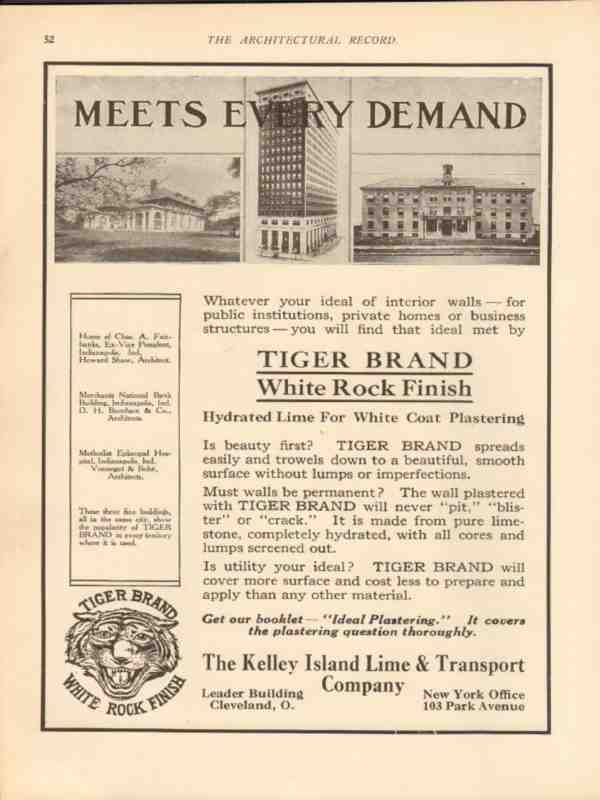 52
THE ARCHITECTURAL RECORD.
MEETS EVERY DEMAND
Home of Chas. A. Fair-
banks, Ex-Vice President,
Indianapolis, Ind.
Howard Shaw, Architect.
Merchants National Bank
Building, Indianapolis, Ind.
D. H. Burnham & Co.,
Architects.
Methodist Episcopal Hos-
pital, Indianapolis, Ind.
Vonnegut & Bohn,
Architects.
These three fine buildings,
all in the same city, show
the popularity of TIGER
BRAND in every territory
where it is used.
Whatever your ideal of interior walls — for
public institutions, private homes or business
structures — you will find that ideal met by
TIGER BRAND
White Rock Finish
Hydrated Lime For White Coat Plastering
Is beauty first? TIGER BRAND spreads
easily and trowels down to a beautiful, smooth
surface without lumps or imperfections.
Must walls be permanent? The wall plastered
with TIGER BRAND will never "pit," "blis-
ter" or "crack." It is made from pure lime-
stone, completely hydrated, with all cores and
lumps screened out.
Is utility your ideal? TIGER BRAND will
cover more surface and cost less to prepare and
apply than any other material.
Get our booklet — "Ideal Plastering." It covers
the plastering question thoroughly.
TIGER BRAND
WHITE ROCK FINISH
The Kelley Island Lime & Transport
Company
Leader Building
Cleveland, O.
New York Office
103 Park Avenue